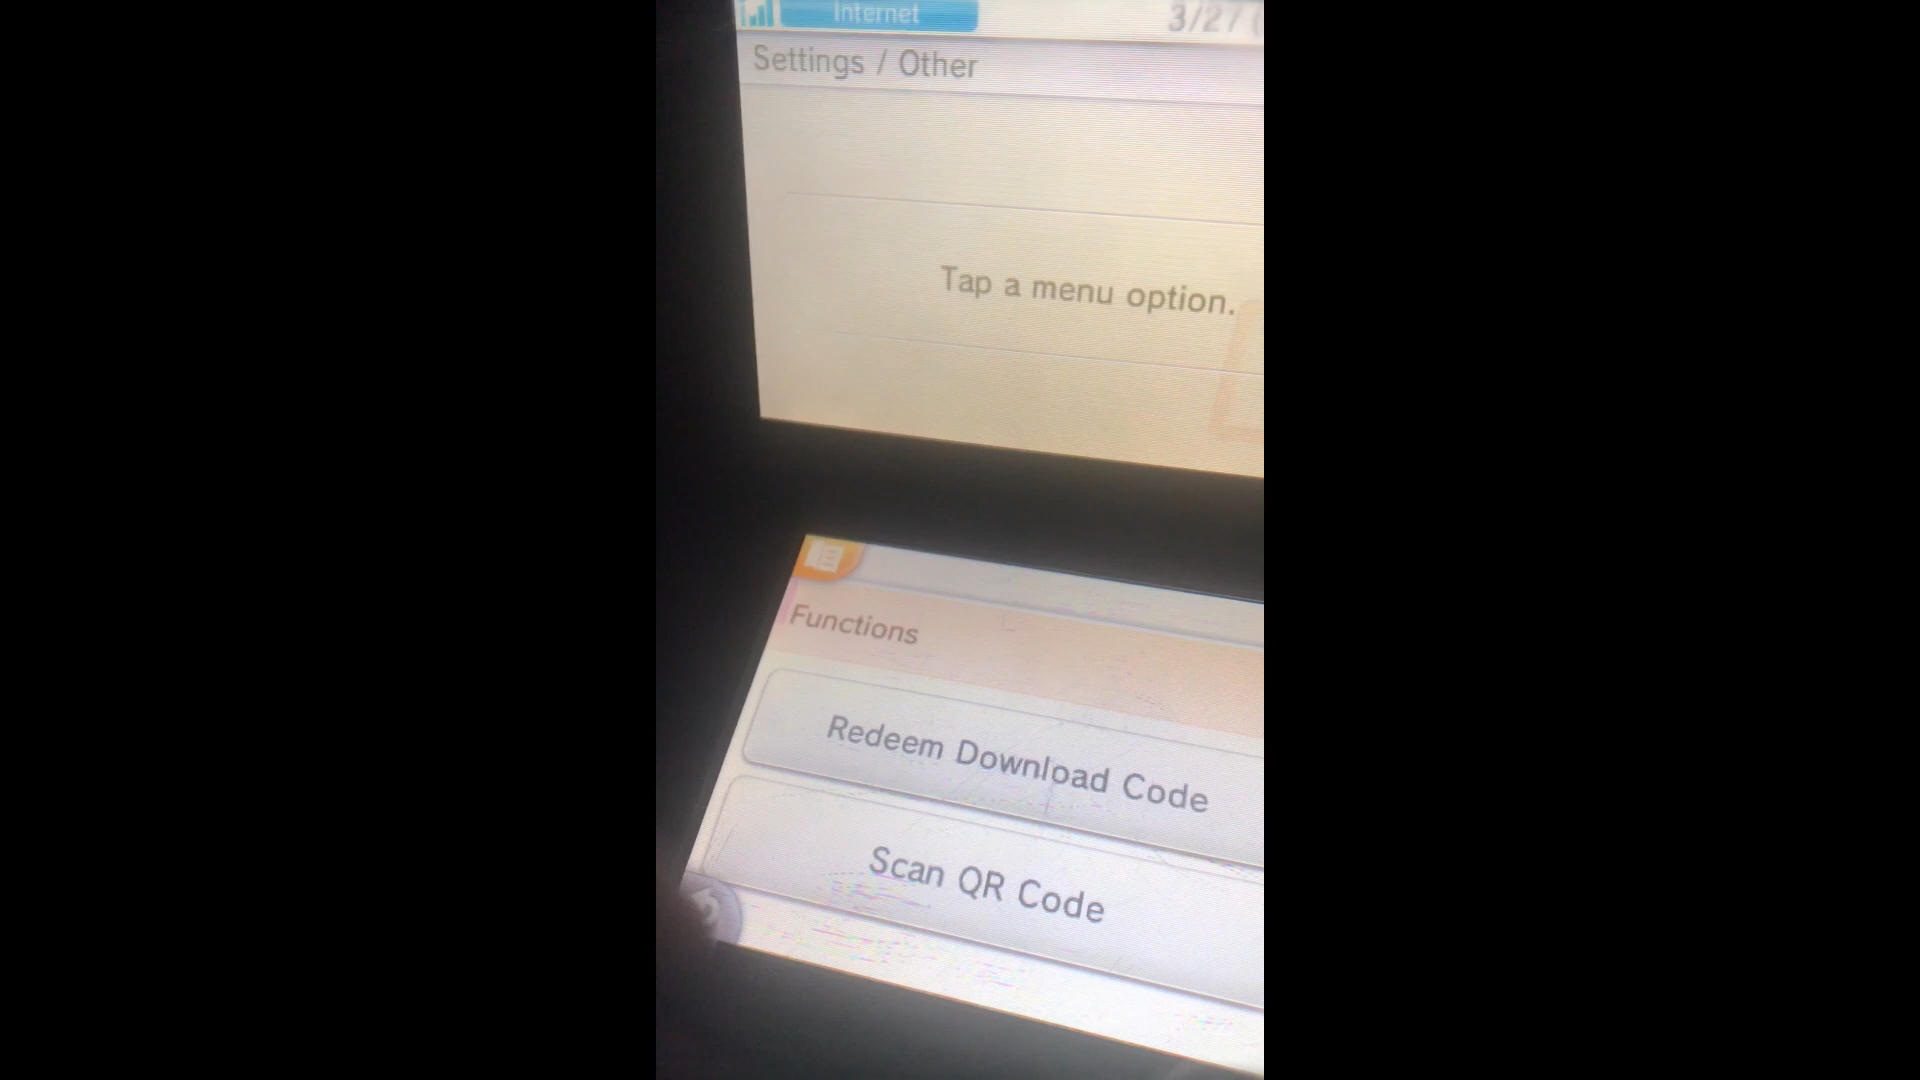 Internet 3/27
Settings / Other
Tap a menu option.
Functions
Redeem Download Code
Scan QR Code